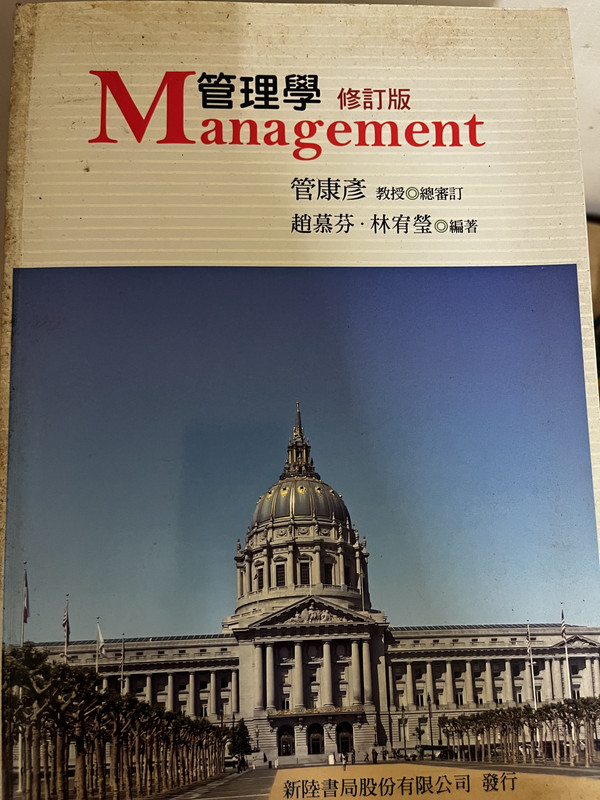 管理學 修訂版
Management
管康彥 教授◎總審訂
趙慕芬·林宥瑩◎編著
新陸書局股份有限公司 發行